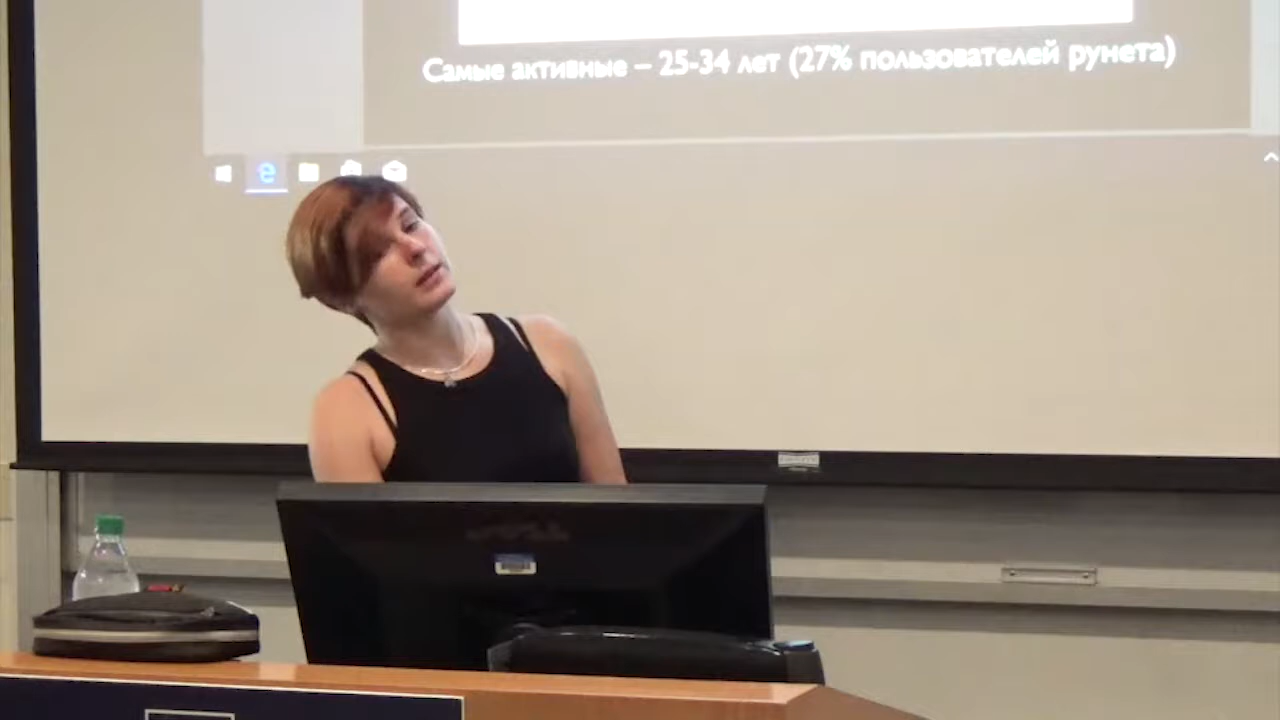 Самые активные – 25-34 лет (27% пользователей рунета)